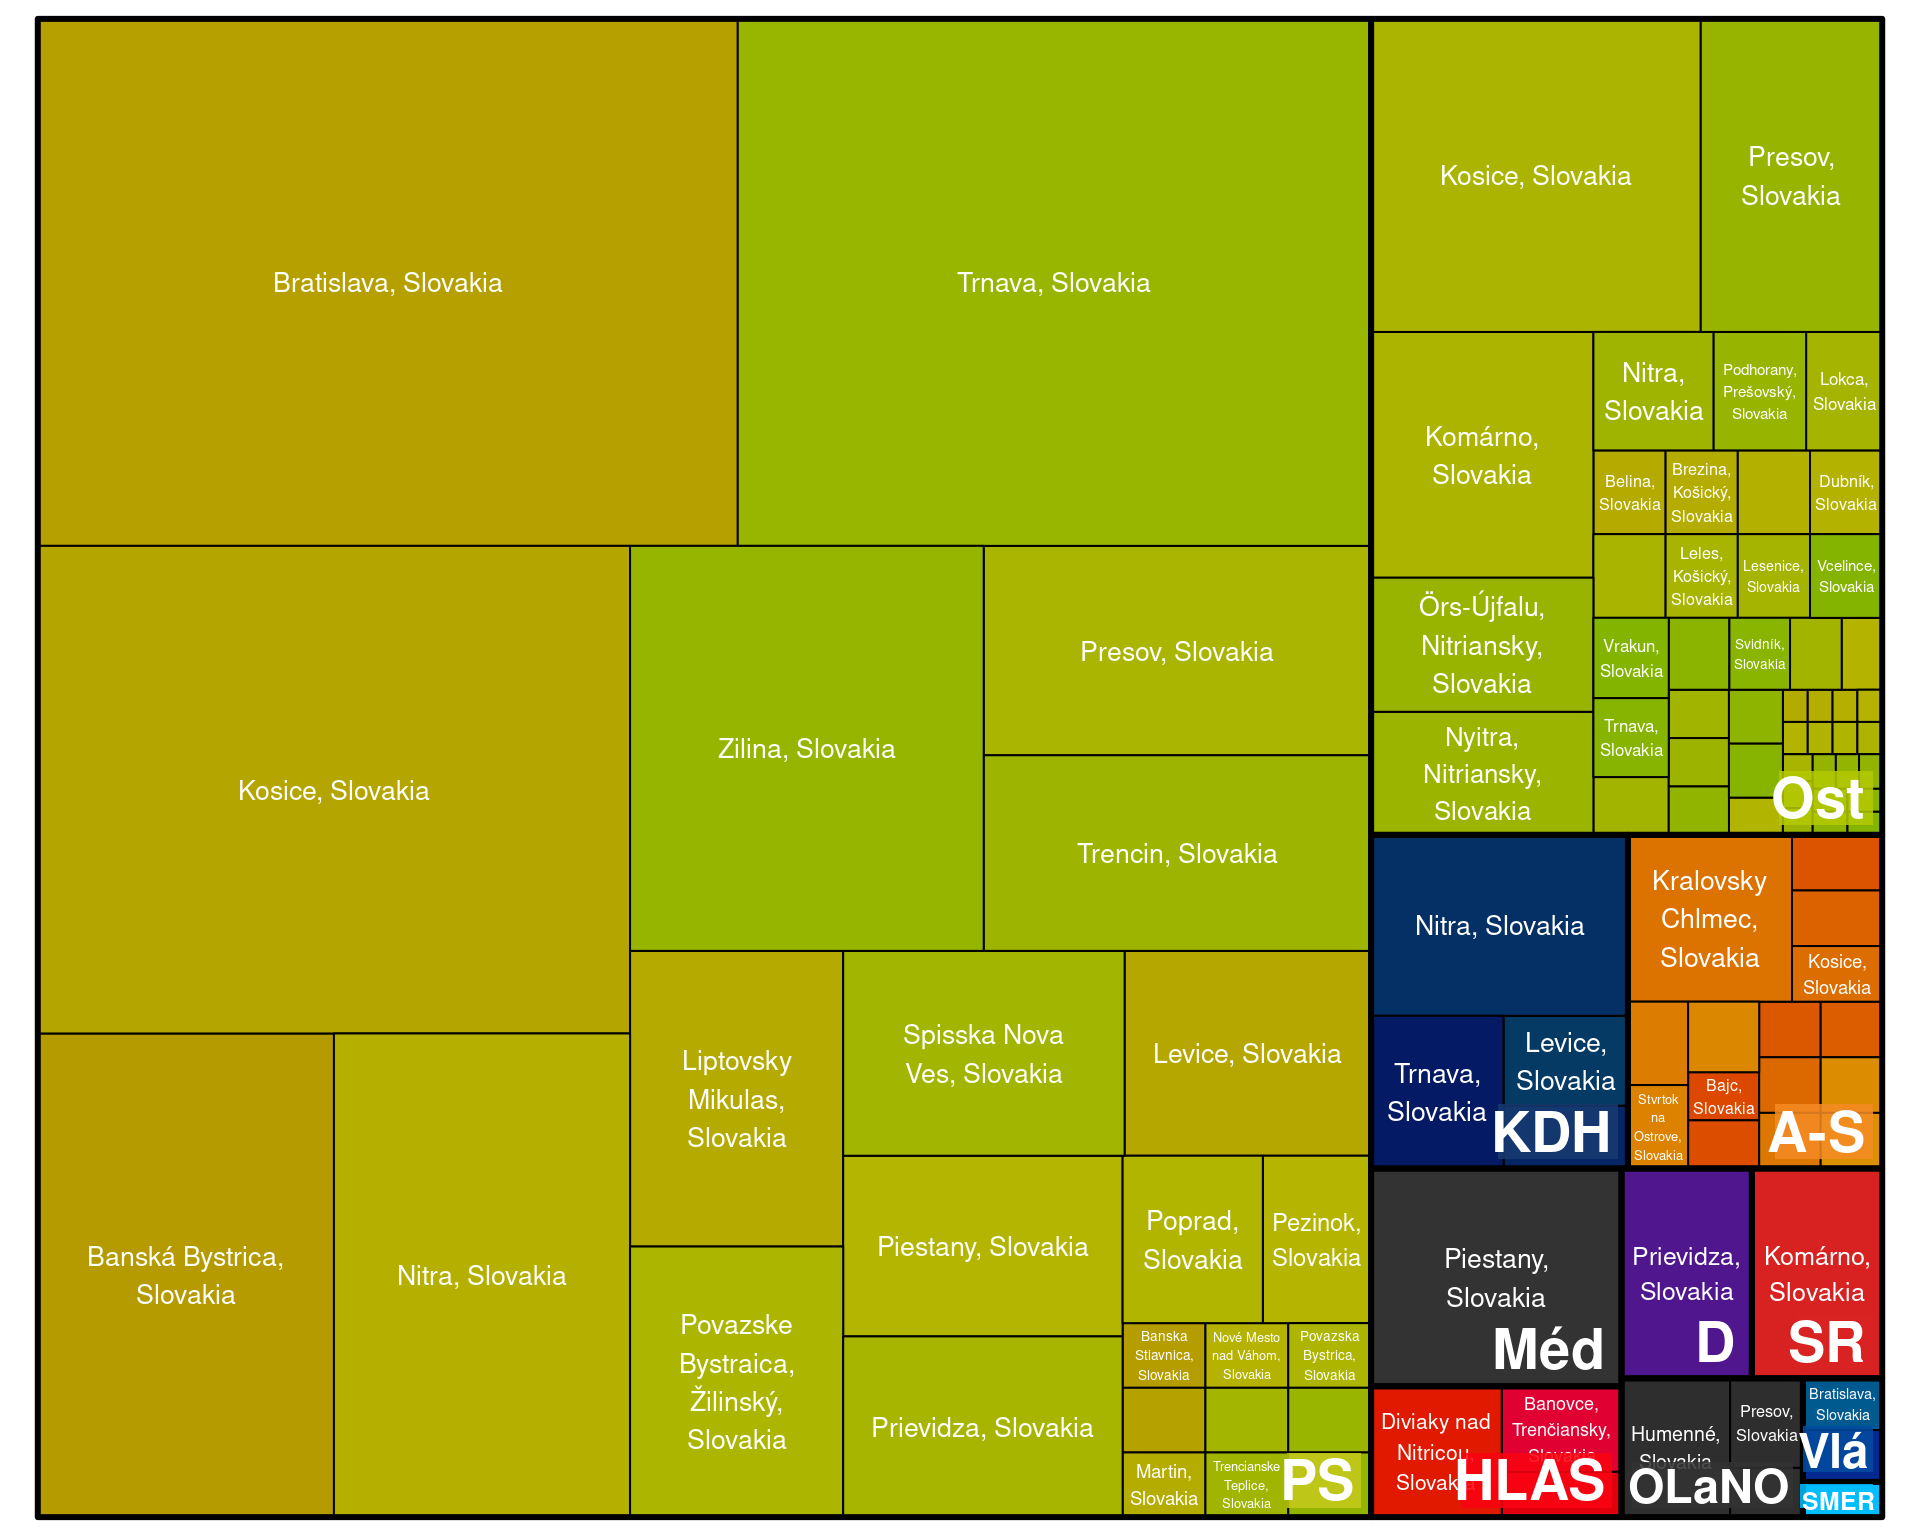 Bratislava, Slovakia
Trnava, Slovakia
Kosice, Slovakia
Zilina, Slovakia
Presov, Slovakia
Trencin, Slovakia
Banská Bystrica,
Slovakia
Nitra, Slovakia
Liptovsky
Mikulas,
Slovakia
Povazske
Bystraica,
Žilinský,
Slovakia
Spisska Nova
Ves, Slovakia
Levice, Slovakia
Piestany, Slovakia
Prievidza, Slovakia
Poprad,
Slovakia
Pezinok,
Slovakia
Banska
Stiavnica,
Slovakia
Nové Mesto
nad Váhom,
Slovakia
Povazska
Bystrica,
Slovakia
Martin,
Slovakia
Trencianske
Teplice,
Slovakia
PS
Kosice, Slovakia
Presov,
Slovakia
Komárno,
Slovakia
Örs-Újfalu,
Nitriansky,
Slovakia
Nyitra,
Nitriansky,
Slovakia
Nitra,
Slovakia
Podhorany,
Prešovský,
Slovakia
Lokca,
Slovakia
Belina,
Slovakia
Brezina,
Košický,
Slovakia
Dubník,
Slovakia
Leles,
Košický,
Slovakia
Lesenice,
Slovakia
Vcelince,
Slovakia
Vrakun,
Slovakia
Svidník,
Slovakia
Trnava,
Slovakia
Ost
Nitra, Slovakia
Trnava,
Slovakia
Levice,
Slovakia
KDH
Kralovsky
Chlmec,
Slovakia
Kosice,
Slovakia
Stvrtok
na
Ostrove,
Slovakia
Bajc,
Slovakia
A-S
Piestany,
Slovakia
Méd
Prievidza,
Slovakia
D
Komárno,
Slovakia
SR
Diviaky nad
Nitricou,
Slovakia
Banovce,
Trenčiansky,
Slovakia
HLAS
Humenné,
Slovakia
Presov,
Slovakia
OLaNO
Bratislava,
Slovakia
Vlá
SMER